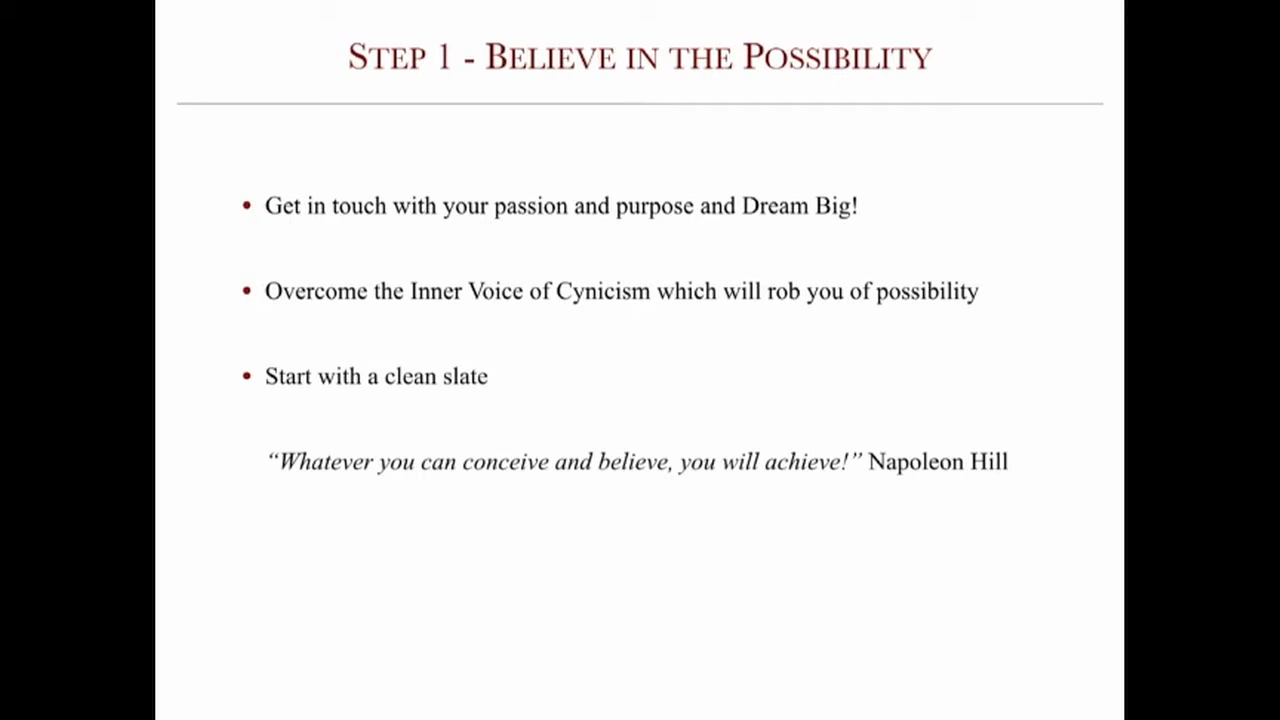 STEP 1 - BELIEVE IN THE POSSIBILITY
• Get in touch with your passion and purpose and Dream Big!
• Overcome the Inner Voice of Cynicism which will rob you of possibility
• Start with a clean slate
“Whatever you can conceive and believe, you will achieve!” Napoleon Hill